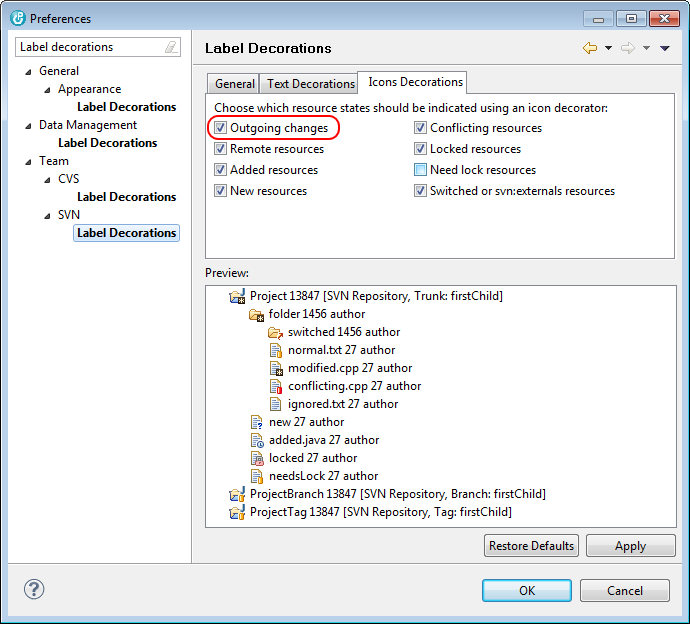 Preferences
Label decorations
General
Appearance
Label Decorations
Data Management
Label Decorations
Team
CVS
Label Decorations
SVN
Label Decorations
Label Decorations
General Text Decorations Icons Decorations
Choose which resource states should be indicated using an icon decorator:
Outgoing changes Conflicting resources
Remote resources Locked resources
Added resources Need lock resources
New resources Switched or svn:externals resources
Preview:
Project 13847 [SVN Repository, Trunk: firstChild]
folder 1456 author
switched 1456 author
normal.txt 27 author
modified.cpp 27 author
conflicting.cpp 27 author
ignored.txt 27 author
new 27 author
added.java 27 author
locked 27 author
needsLock 27 author
ProjectBranch 13847 [SVN Repository, Branch: firstChild]
ProjectTag 13847 [SVN Repository, Tag: firstChild]
Restore Defaults Apply
? OK Cancel